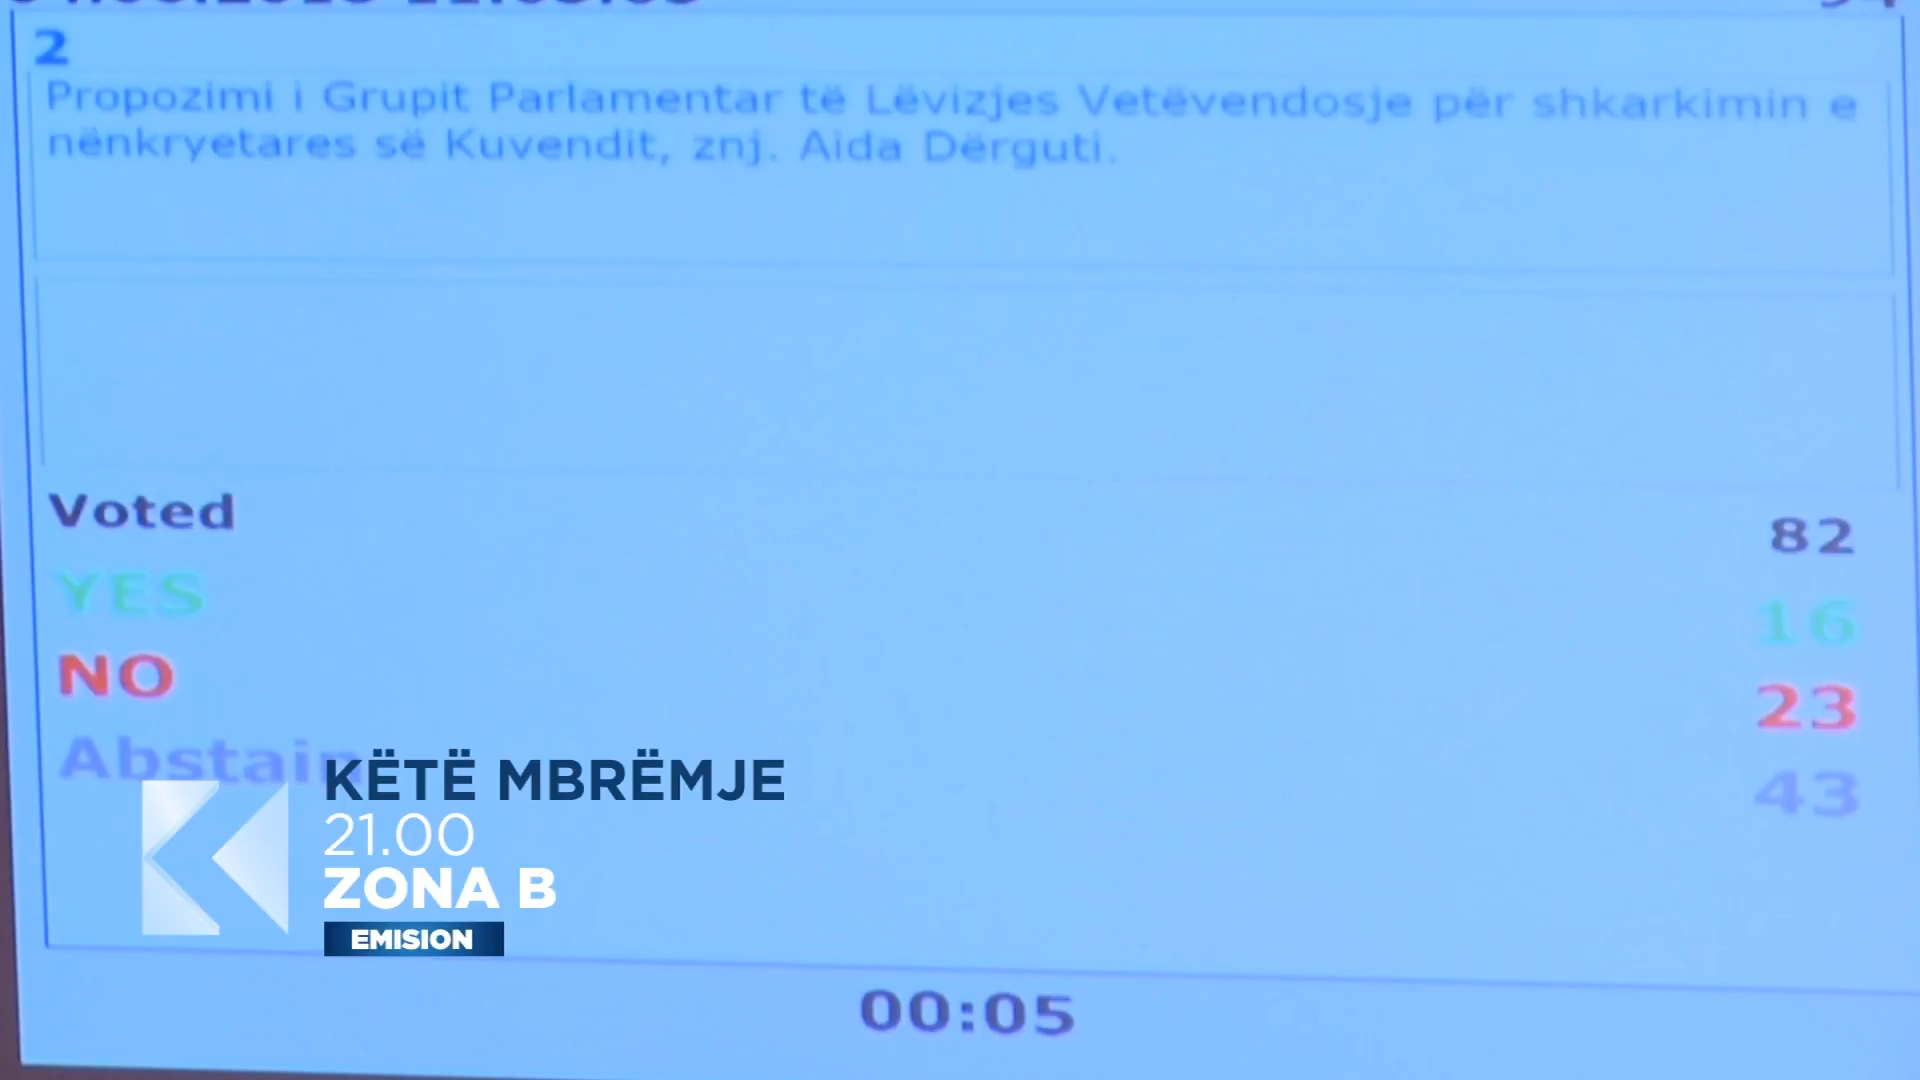 2
Propozimi i Grupit Parlamentar të Lëvizjes Vetëvendosje për shkarkimin e
nënkryetares së Kuvendit, znj. Aida Dërguti.
Voted 82
YES 16
NO 23
Abstain 43
KËTË MBRËMJE
21.00
ZONA B
EMISION
00:05